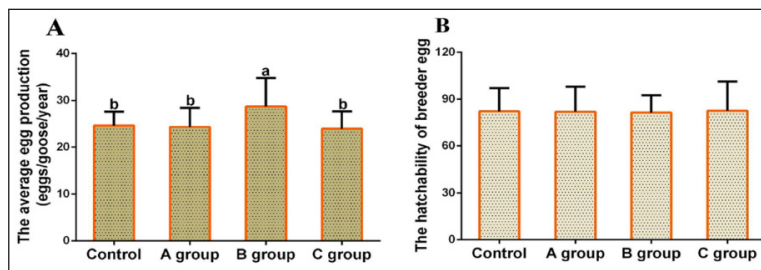 A
The average egg production
(eggs/goose/year)
40
30
20
10
0
b
b
a
b
Control
A group
B group
C group
B
The hatchability of breeder egg
120
90
60
30
0
Control
A group
B group
C group